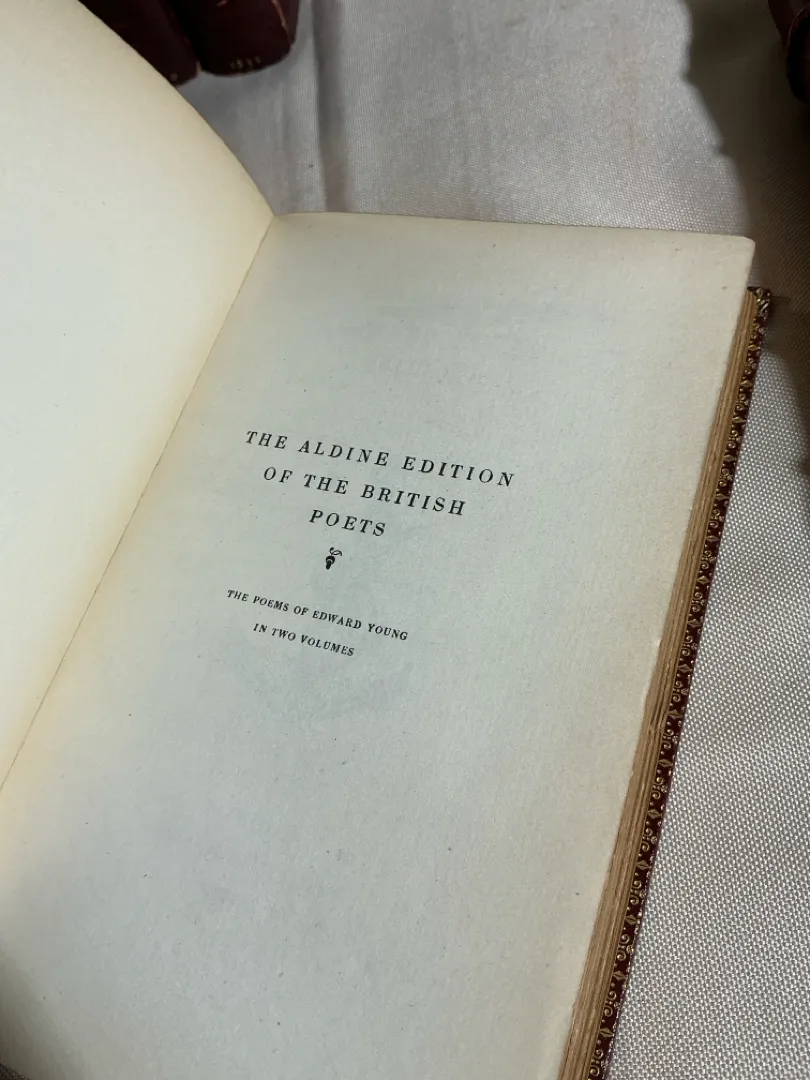 THE ALDINE EDITION
OF THE BRITISH
POETS
THE POEMS OF EDWARD YOUNG
IN TWO VOLUMES